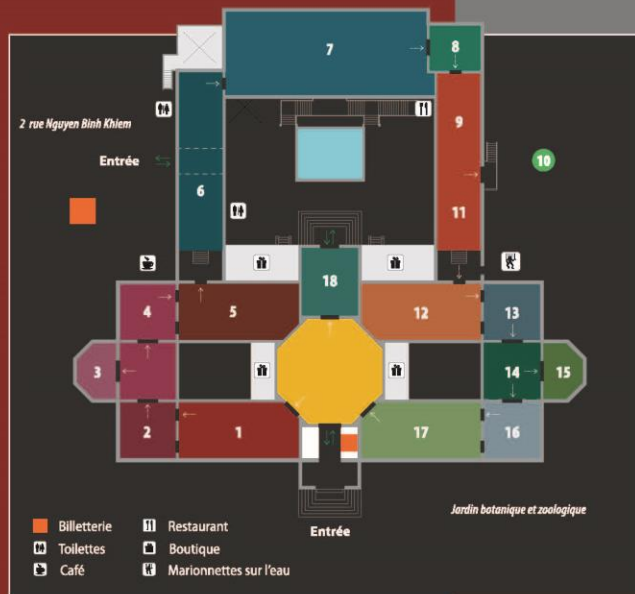 7
8
2 rue Nguyen Binh Khiem
9
Entrée
10
6
11
18
4
5
12
13
3
14
15
2
1
17
16
Jardin botanique et zoologique
Entrée
Billetterie
Restaurant
Toilettes
Boutique
Café
Marionnettes sur l'eau